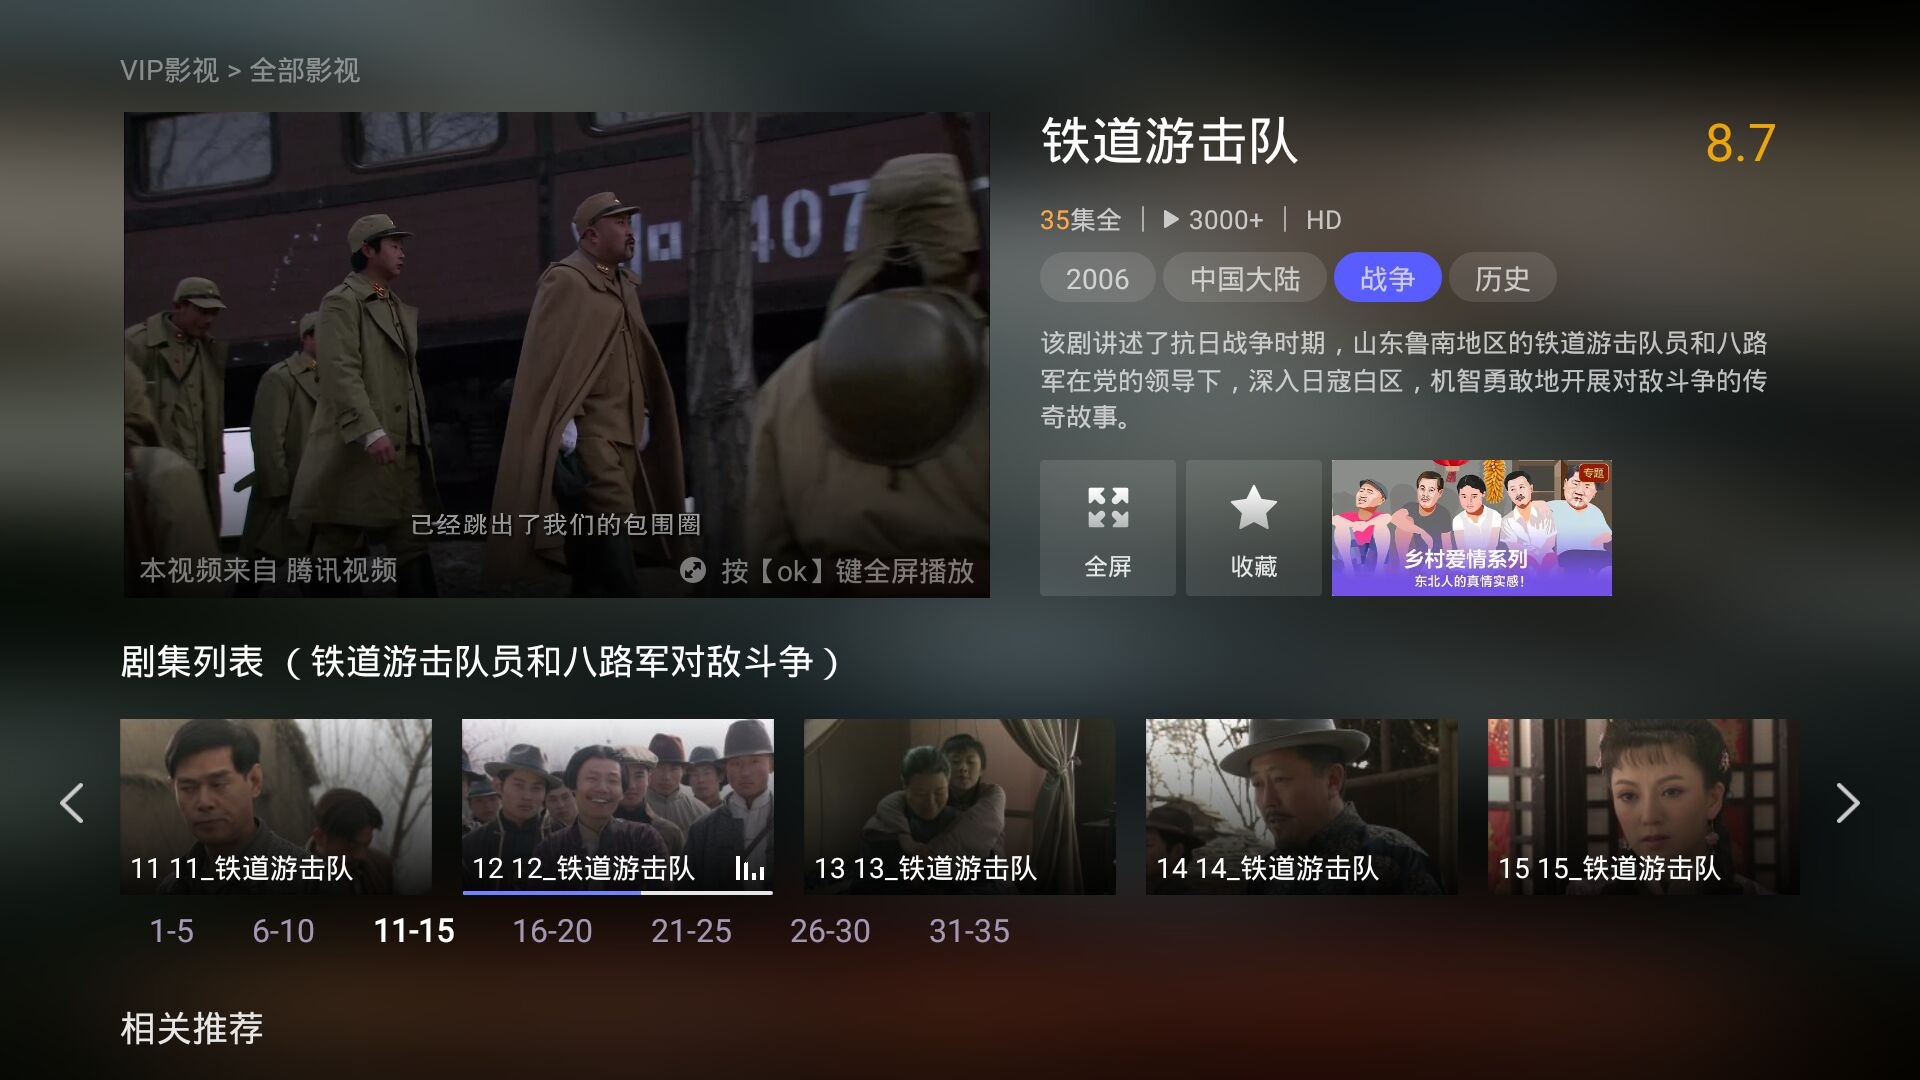 VIP影视 > 全部影视
407
已经跳出了我们的包围圈
本视频来自 腾讯视频
按【ok】键全屏播放
铁道游击队
8.7
35集全 | 3000+ | HD
2006 中国大陆 战争 历史
该剧讲述了抗日战争时期，山东鲁南地区的铁道游击队员和八路
军在党的领导下，深入日寇白区，机智勇敢地开展对敌斗争的传
奇故事。
全屏
收藏
专题
乡村爱情系列
东北人的真情实感！
剧集列表 （铁道游击队员和八路军对敌斗争）
11 11_铁道游击队
12 12_铁道游击队
13 13_铁道游击队
14 14_铁道游击队
15 15_铁道游击队
1-5 6-10 11-15 16-20 21-25 26-30 31-35
相关推荐